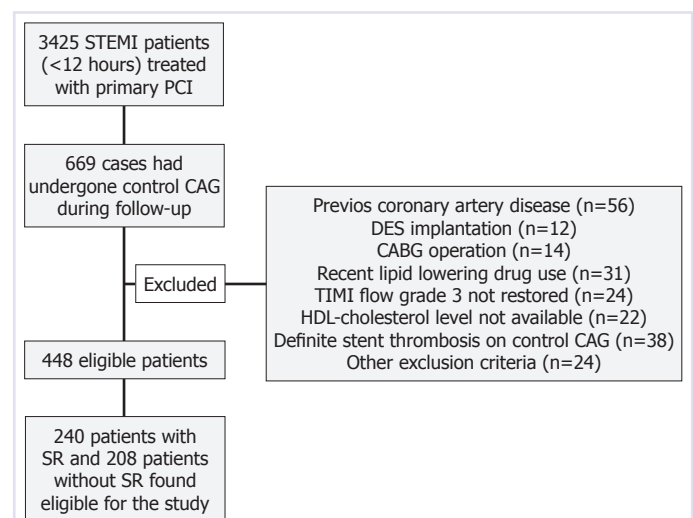 3425 STEMI patients
(<12 hours) treated
with primary PCI
669 cases had
undergone control CAG
during follow-up
Excluded
Previos coronary artery disease (n=56)
DES implantation (n=12)
CABG operation (n=14)
Recent lipid lowering drug use (n=31)
TIMI flow grade 3 not restored (n=24)
HDL-cholesterol level not available (n=22)
Definite stent thrombosis on control CAG (n=38)
Other exclusion criteria (n=24)
448 eligible patients
240 patients with
SR and 208 patients
without SR found
eligible for the study